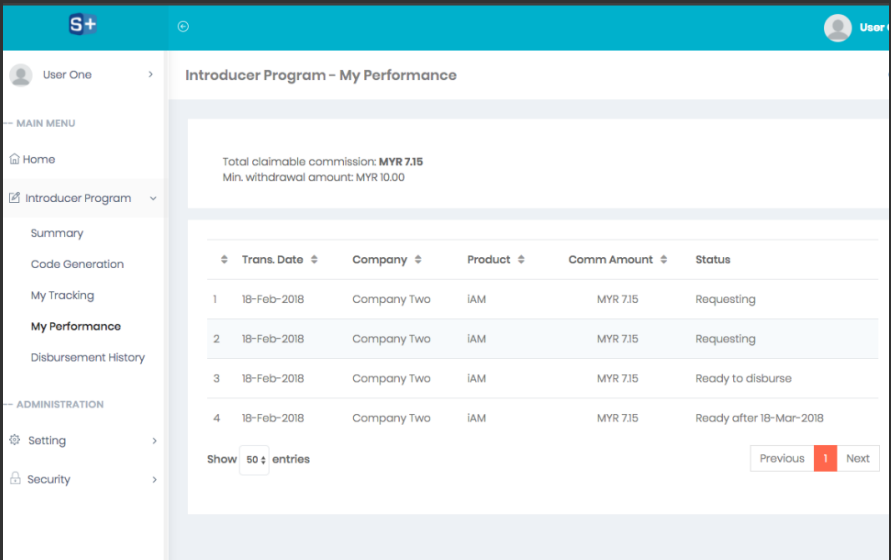 S+
User
User One
Introducer Program - My Performance
MAIN MENU
Home
Introducer Program
Summary
Code Generation
My Tracking
My Performance
Disbursement History
ADMINISTRATION
Setting
Security
Total claimable commission: MYR 7.15
Min. withdrawal amount: MYR 10.00
Trans. Date Company Product Comm Amount Status
1 18-Feb-2018 Company Two iAM MYR 7.15 Requesting
2 18-Feb-2018 Company Two iAM MYR 7.15 Requesting
3 18-Feb-2018 Company Two iAM MYR 7.15 Ready to disburse
4 18-Feb-2018 Company Two iAM MYR 7.15 Ready after 18-Mar-2018
Show 50 entries
Previous 1 Next